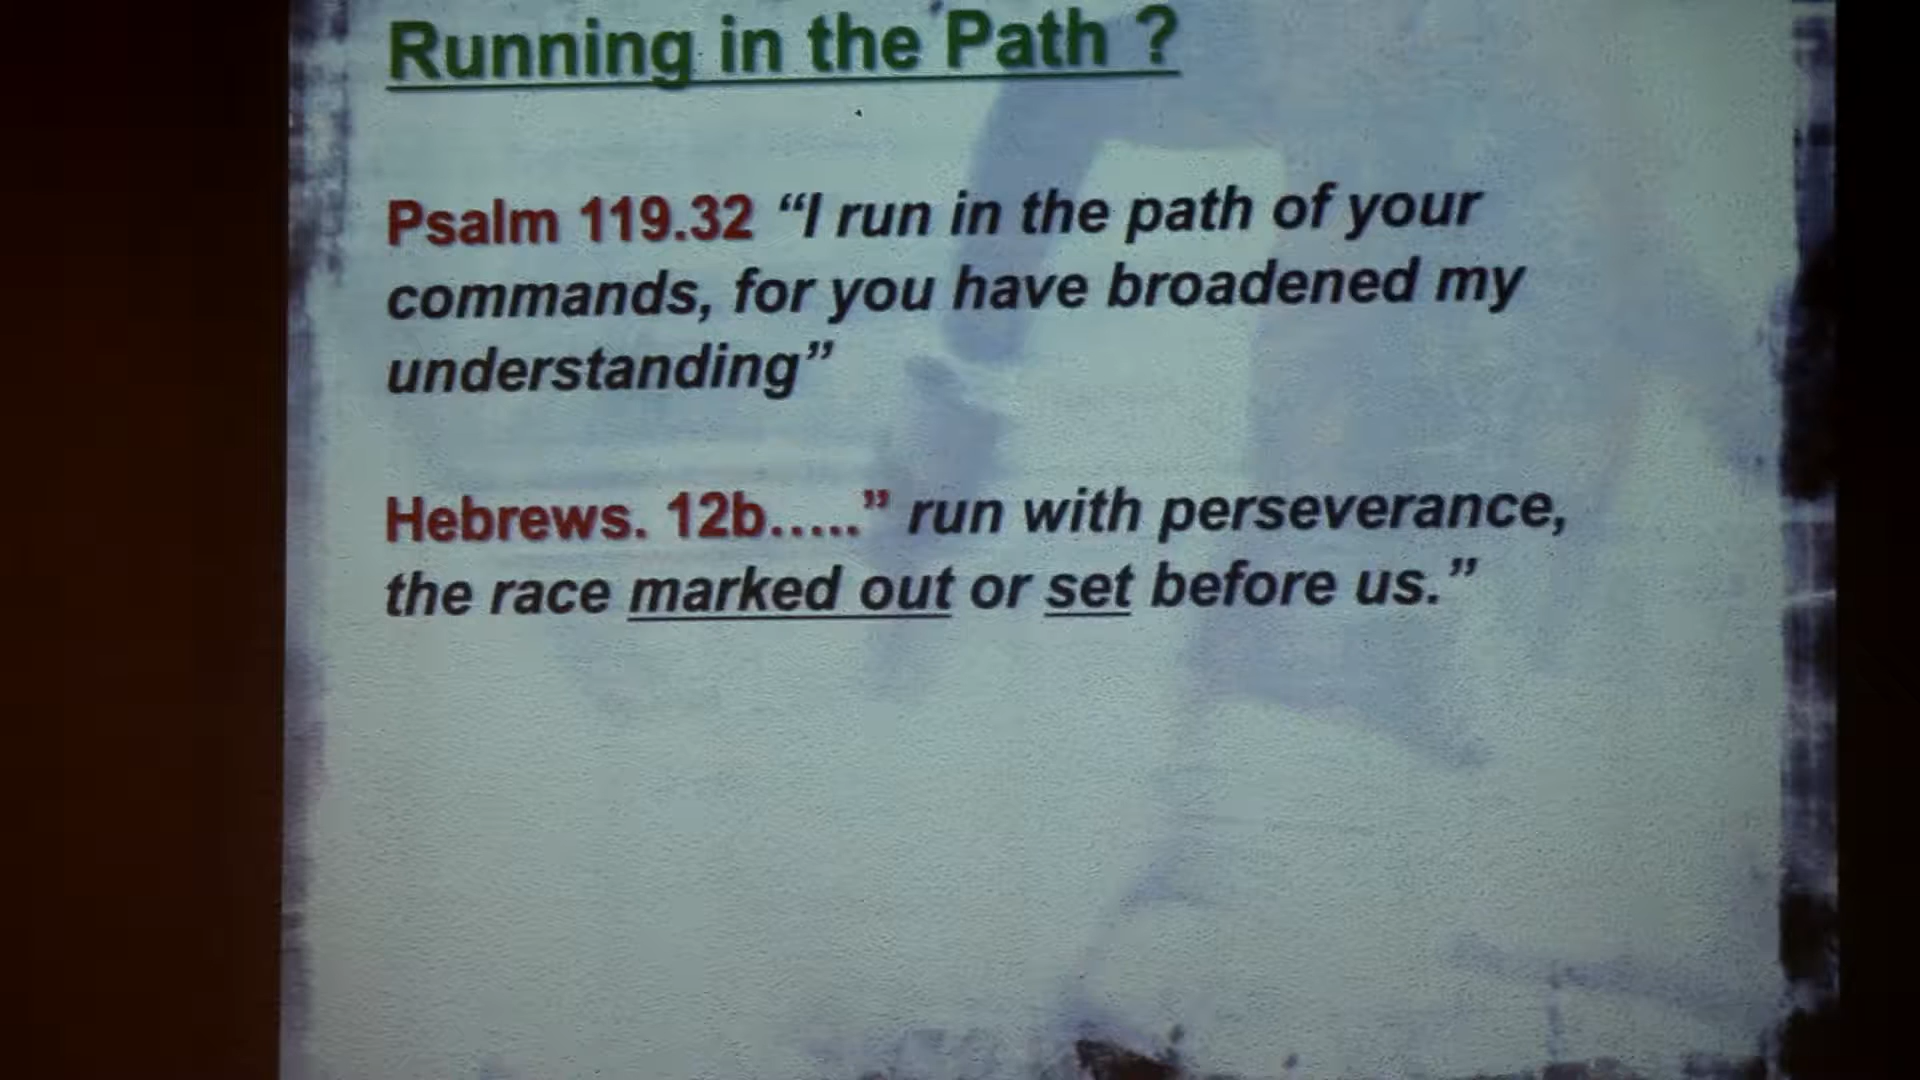 Running in the Path ?
Psalm 119.32 “I run in the path of your
commands, for you have broadened my
understanding”
Hebrews. 12b.....” run with perseverance,
the race marked out or set before us.”